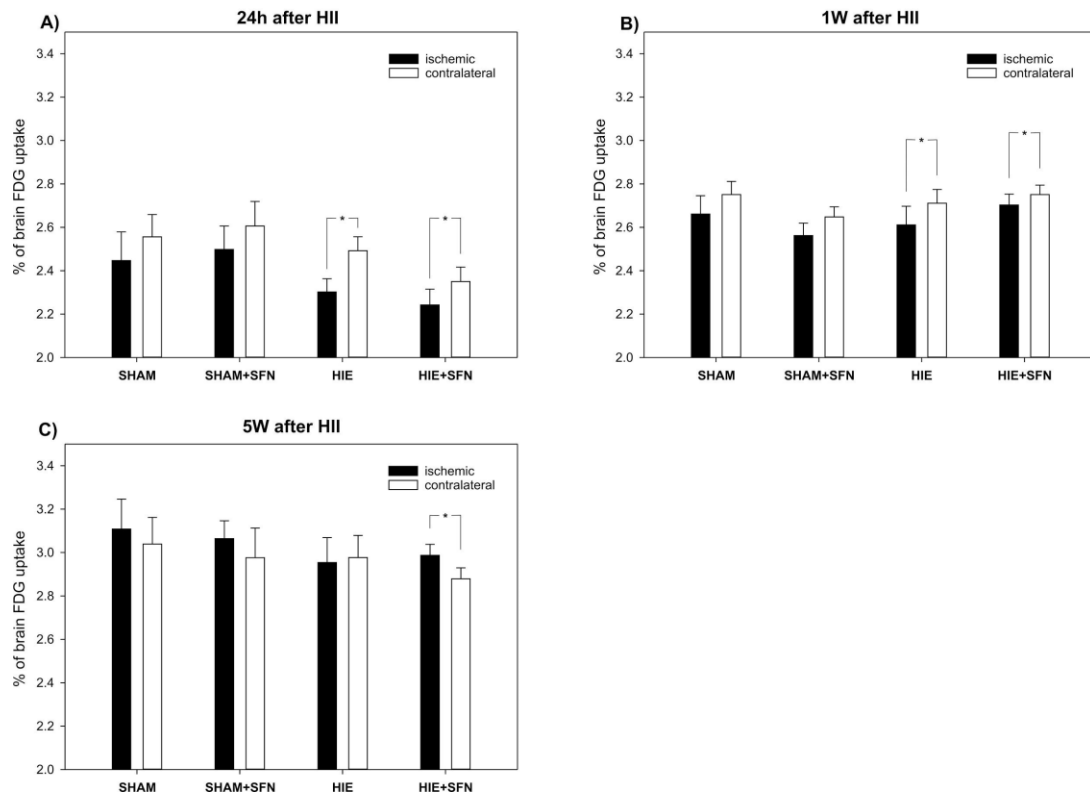 A)
24h after HII
3.4
3.2
3.0
2.8
2.6
2.4
2.2
2.0
% of brain FDG uptake
ischemic
contralateral
*
*
SHAM
SHAM+SFN
HIE
HIE+SFN
B)
1W after HII
3.4
3.2
3.0
2.8
2.6
2.4
2.2
2.0
% of brain FDG uptake
ischemic
contralateral
*
*
SHAM
SHAM+SFN
HIE
HIE+SFN
C)
5W after HII
3.4
3.2
3.0
2.8
2.6
2.4
2.2
2.0
% of brain FDG uptake
ischemic
contralateral
*
SHAM
SHAM+SFN
HIE
HIE+SFN